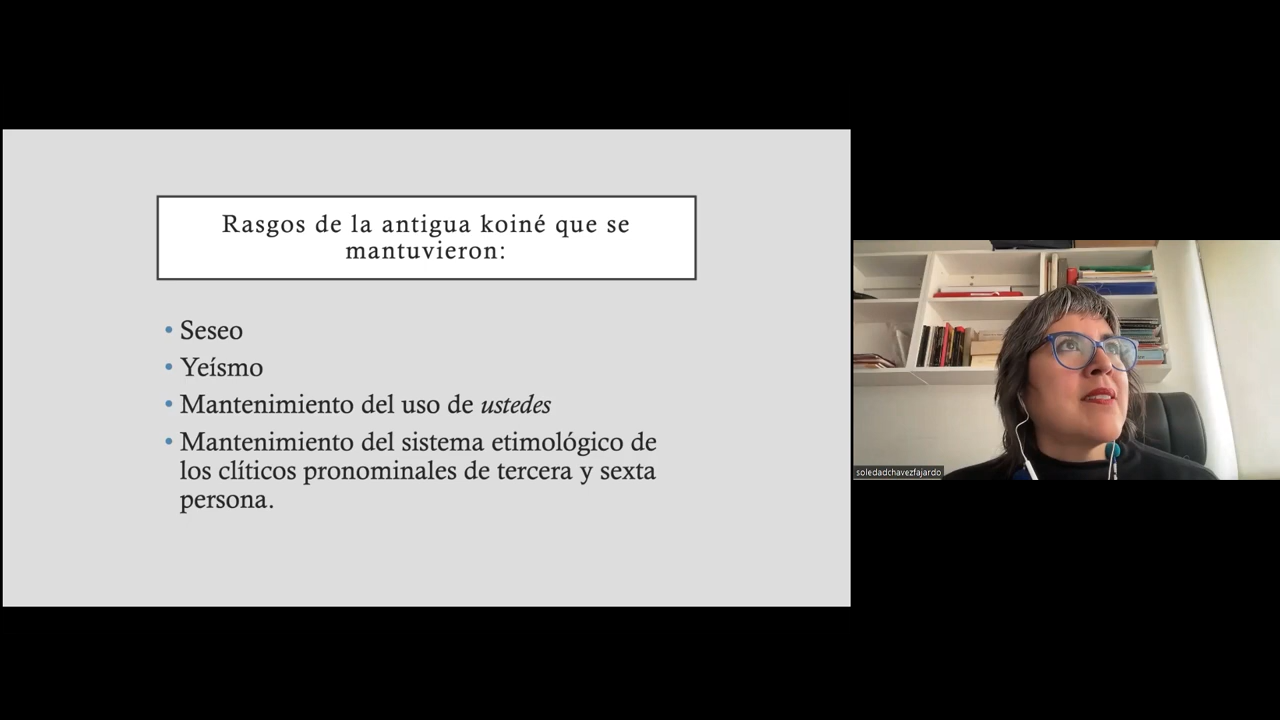 Rasgos de la antigua koiné que se
mantuvieron:
• Seseo
• Yeísmo
• Mantenimiento del uso de ustedes
• Mantenimiento del sistema etimológico de
los clíticos pronominales de tercera y sexta
persona.
soledadchavezfajardo